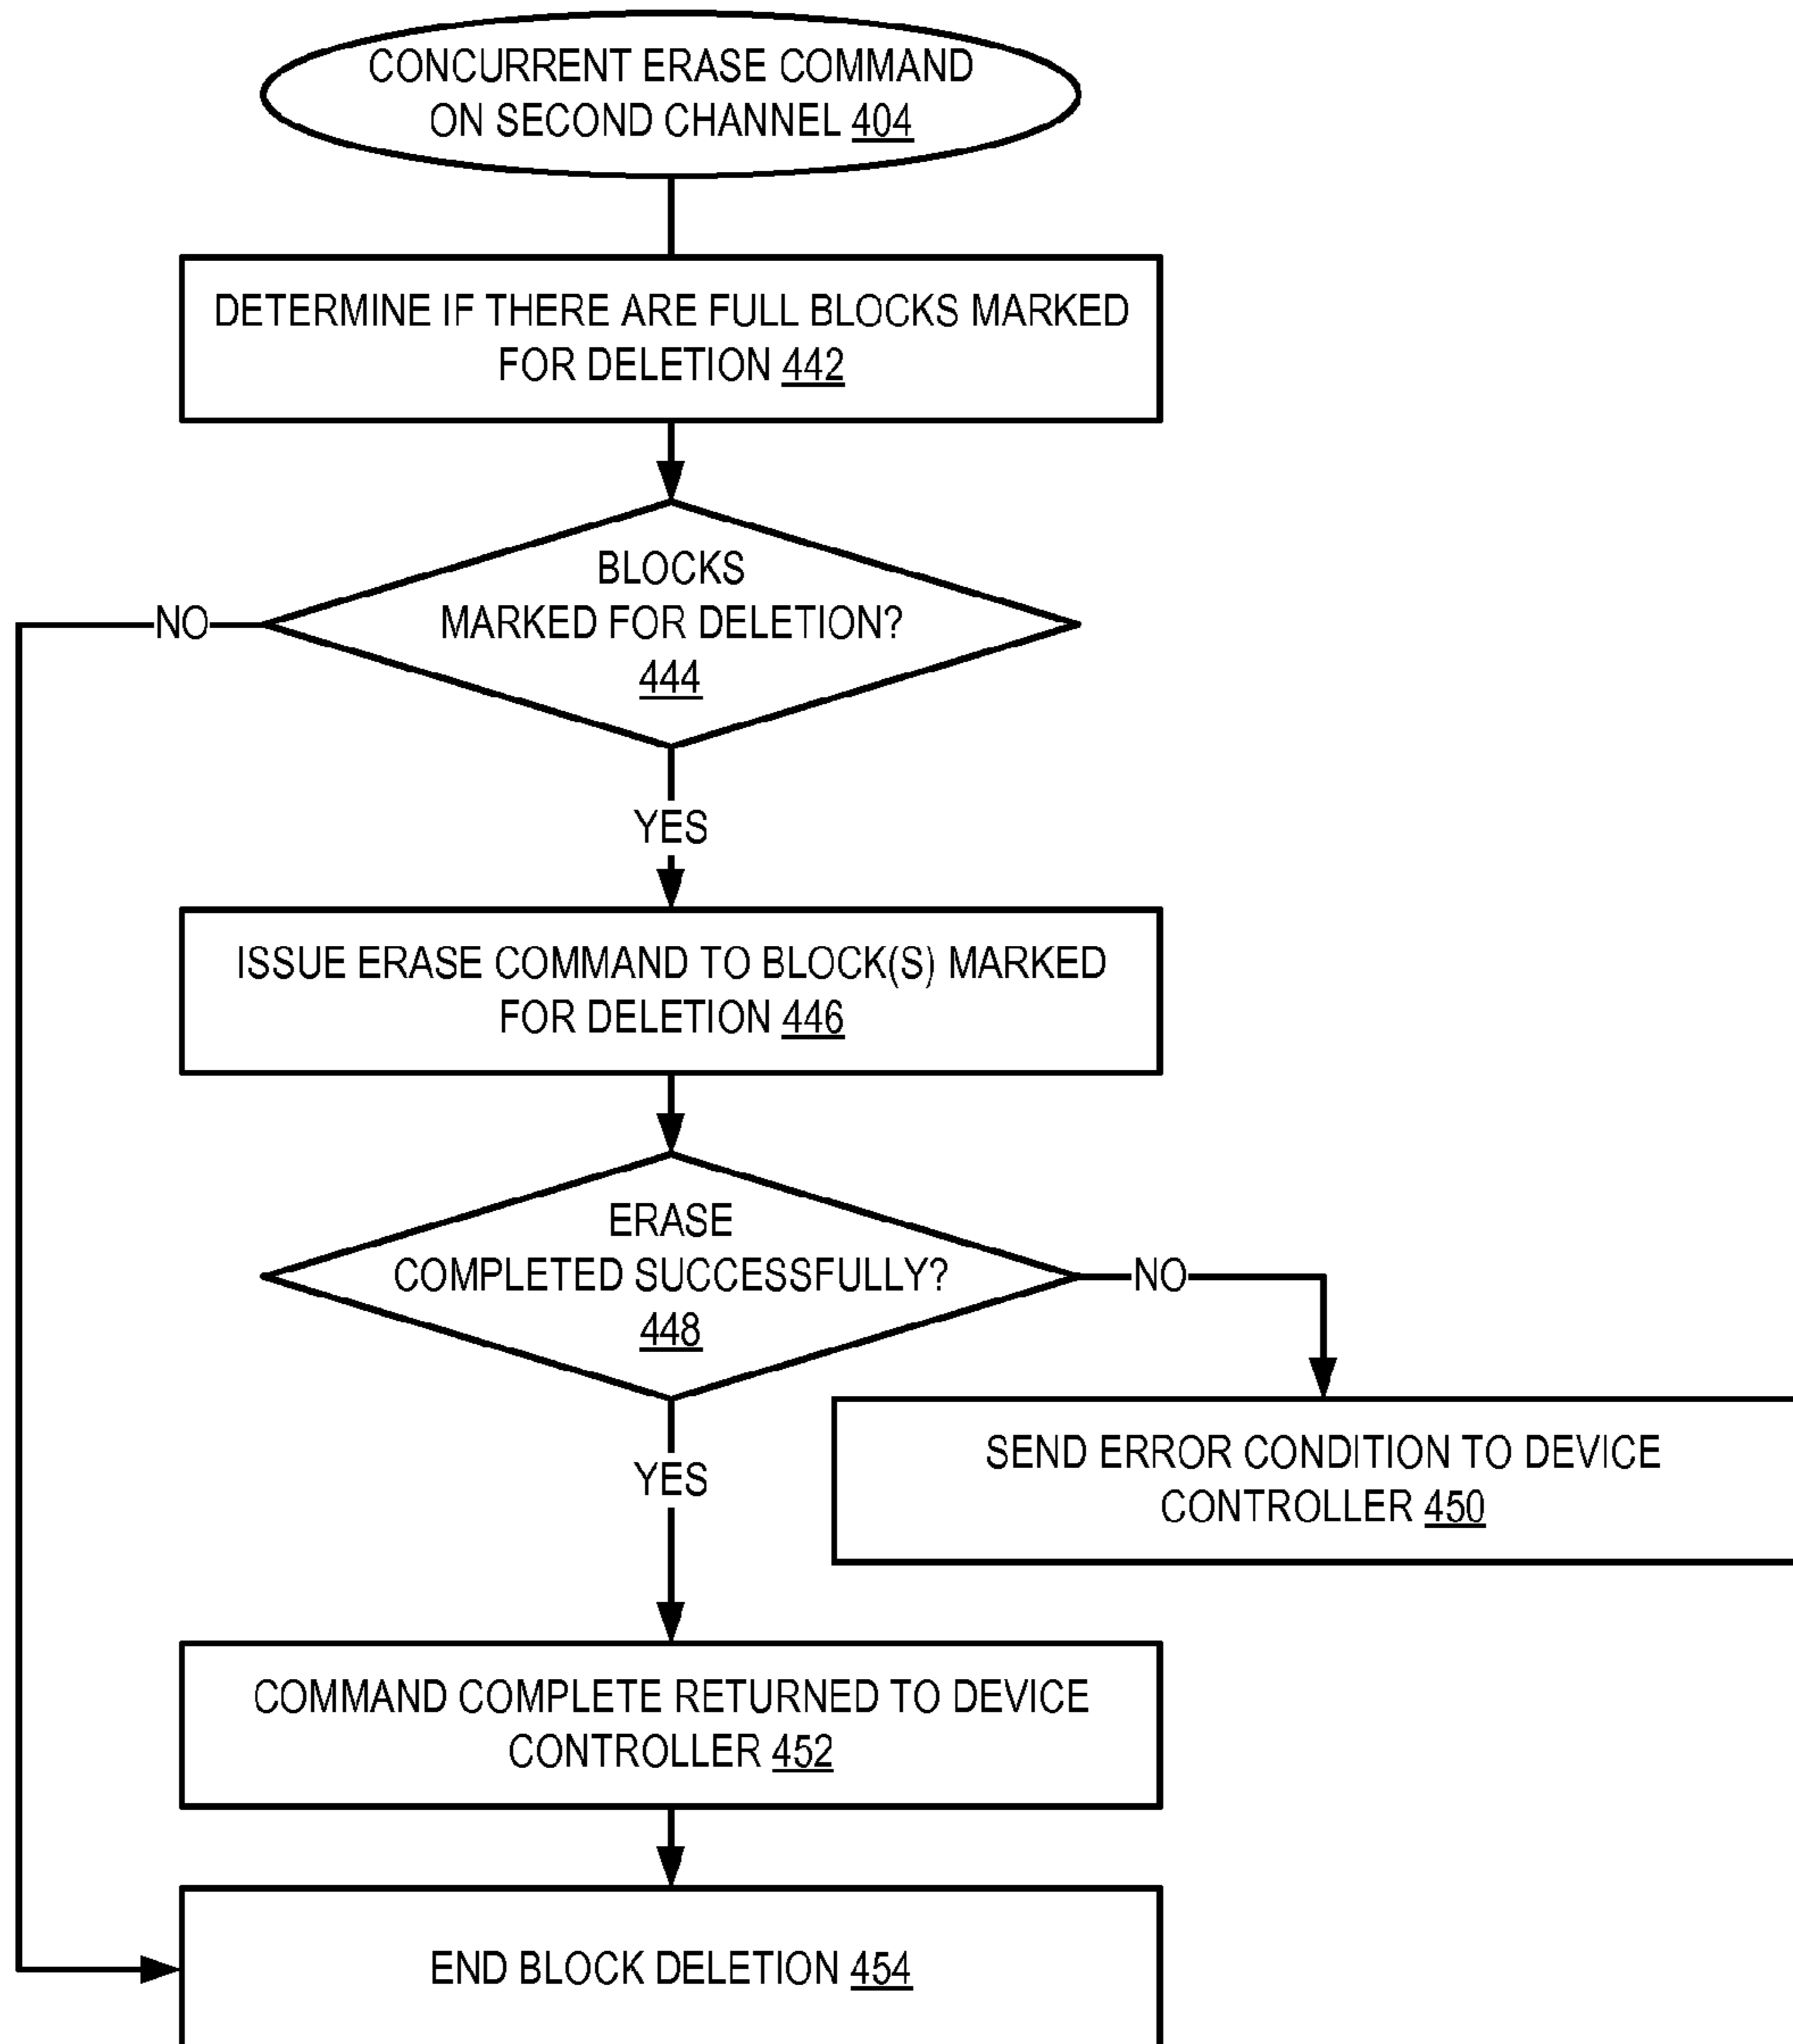 CONCURRENT ERASE COMMAND
ON SECOND CHANNEL 404
DETERMINE IF THERE ARE FULL BLOCKS MARKED
FOR DELETION 442
BLOCKS
MARKED FOR DELETION?
444
NO
YES
ISSUE ERASE COMMAND TO BLOCK(S) MARKED
FOR DELETION 446
ERASE
COMPLETED SUCCESSFULLY?
448
NO
YES
SEND ERROR CONDITION TO DEVICE
CONTROLLER 450
COMMAND COMPLETE RETURNED TO DEVICE
CONTROLLER 452
END BLOCK DELETION 454